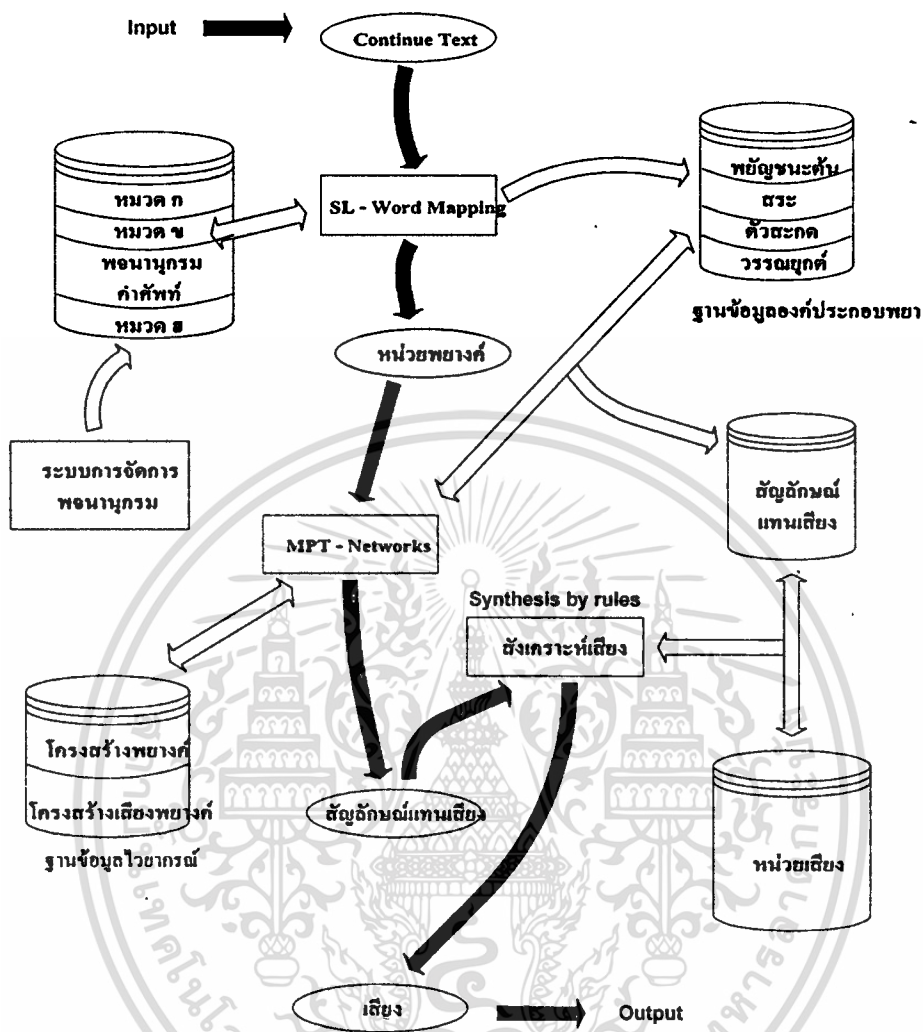 Input
Continue Text
พยัญชนะต้น
สระ
ตัวสะกด
วรรณยุกต์
ฐานข้อมูลองค์ประกอบพยา
หมวด ก
หมวด ข
พจนานุกรม
คำศัพท์
หมวด ฮ
SL - Word Mapping
หน่วยพยางค์
ระบบการจัดการ
พจนานุกรม
สัญลักษณ์
แทนเสียง
MPT - Networks
Synthesis by rules
สังเคราะห์เสียง
โครงสร้างพยางค์
โครงสร้างเสียงพยางค์
ฐานข้อมูลไวยากรณ์
สัญลักษณ์แทนเสียง
หน่วยเสียง
เสียง
Output